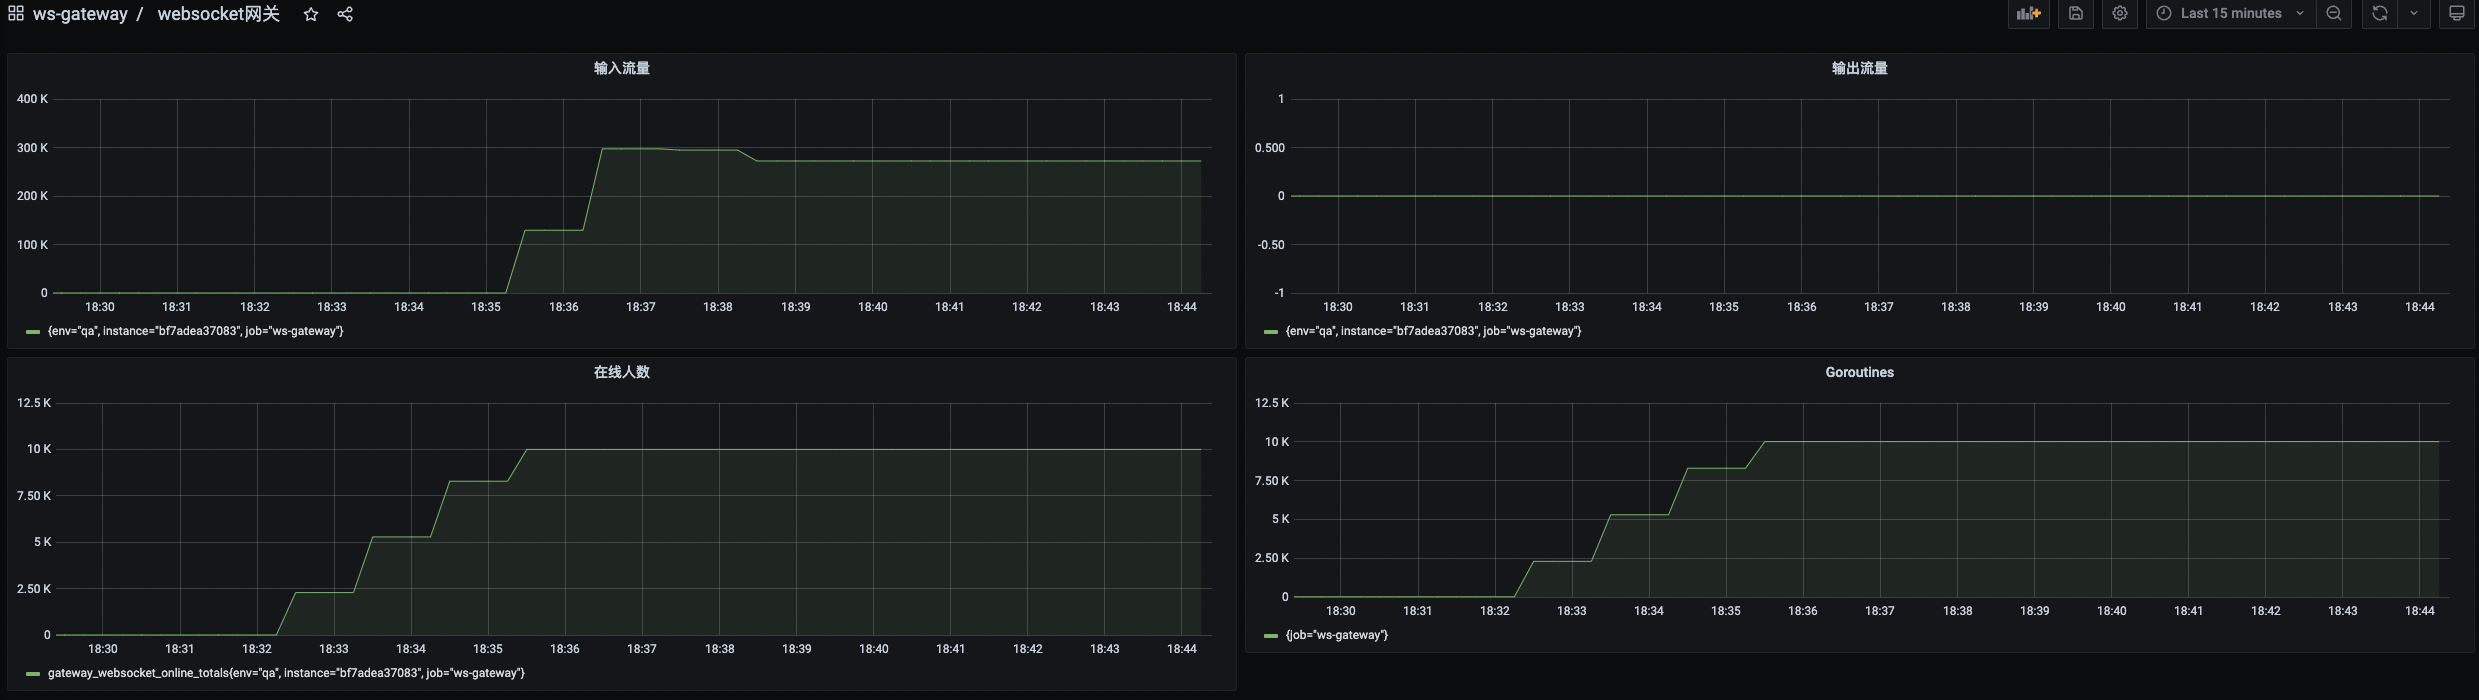 ws-gateway / websocket网关
Last 15 minutes
输入流量
400 K
300 K
200 K
100 K
0
18:30 18:31 18:32 18:33 18:34 18:35 18:36 18:37 18:38 18:39 18:40 18:41 18:42 18:43 18:44
{env="qa", instance="bf7adea37083", job="ws-gateway"}
输出流量
1
0.500
0
-0.50
-1
18:30 18:31 18:32 18:33 18:34 18:35 18:36 18:37 18:38 18:39 18:40 18:41 18:42 18:43 18:44
{env="qa", instance="bf7adea37083", job="ws-gateway"}
在线人数
12.5 K
10 K
7.50 K
5 K
2.50 K
0
18:30 18:31 18:32 18:33 18:34 18:35 18:36 18:37 18:38 18:39 18:40 18:41 18:42 18:43 18:44
gateway_websocket_online_totals{env="qa", instance="bf7adea37083", job="ws-gateway"}
Goroutines
12.5 K
10 K
7.50 K
5 K
2.50 K
0
18:30 18:31 18:32 18:33 18:34 18:35 18:36 18:37 18:38 18:39 18:40 18:41 18:42 18:43 18:44
{job="ws-gateway"}